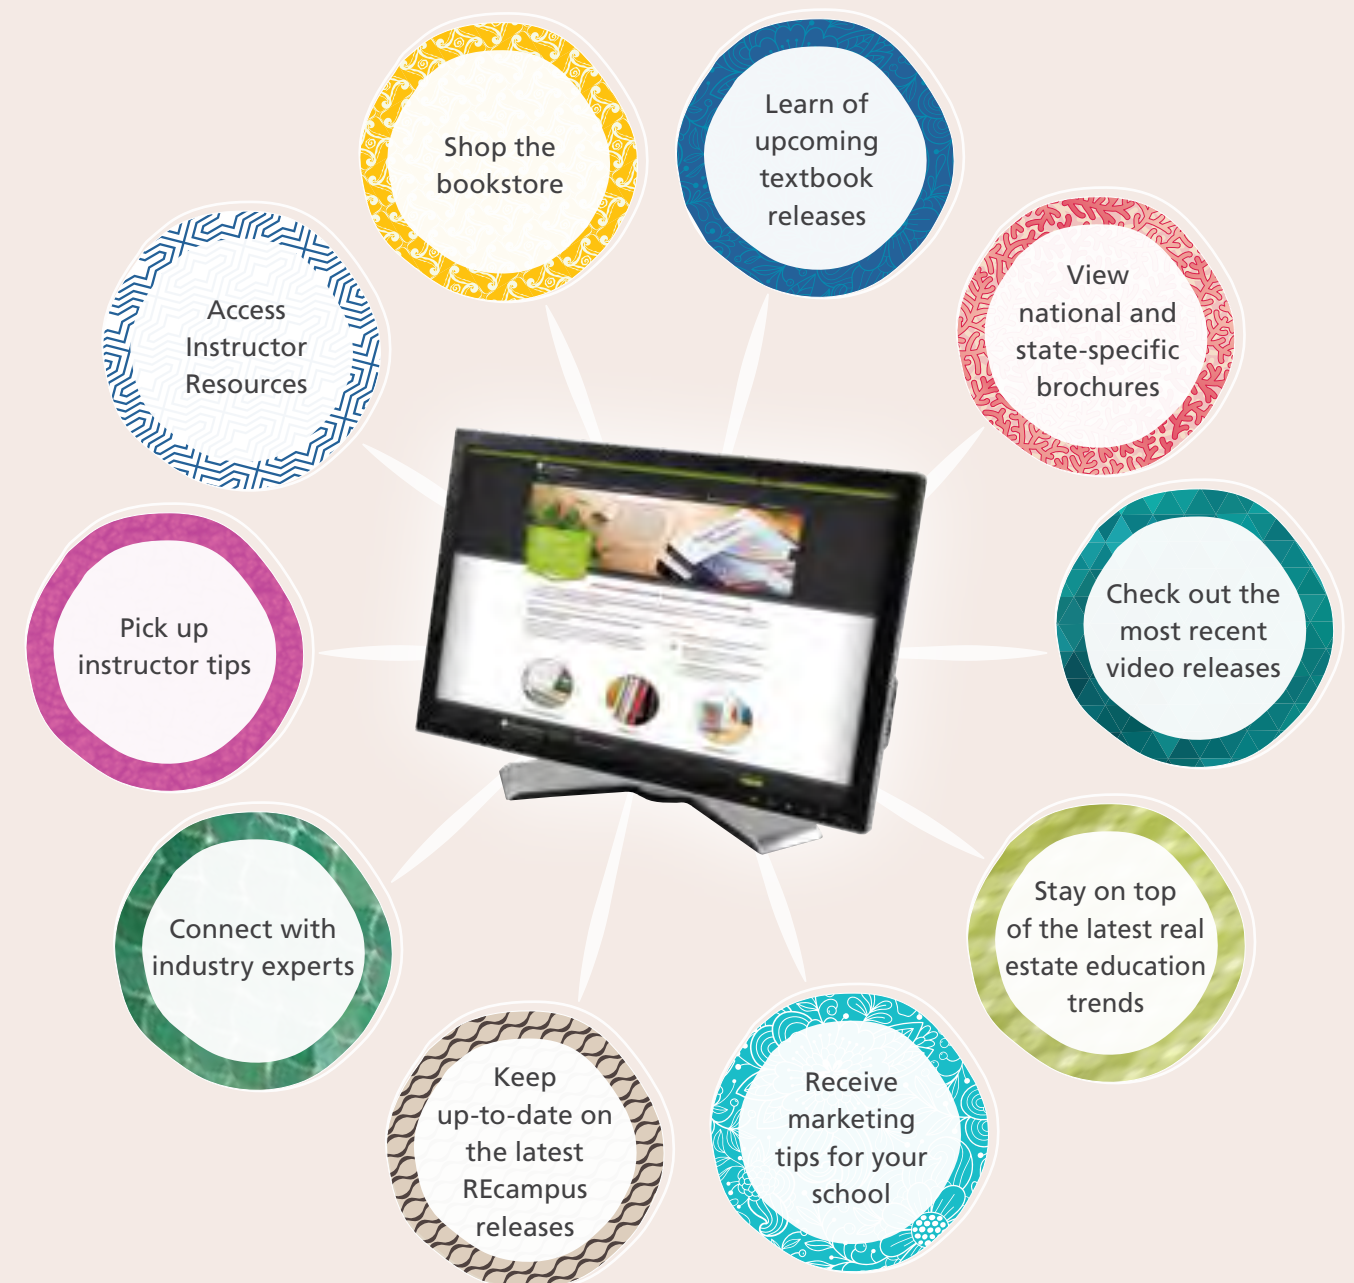 Shop the
bookstore
Learn of
upcoming
textbook
releases
View
national and
state-specific
brochures
Access
Instructor
Resources
Check out the
most recent
video releases
Pick up
instructor tips
Stay on top
of the latest real
estate education
trends
Connect with
industry experts
Keep
up-to-date on
the latest
REcampus
releases
Receive
marketing
tips for your
school